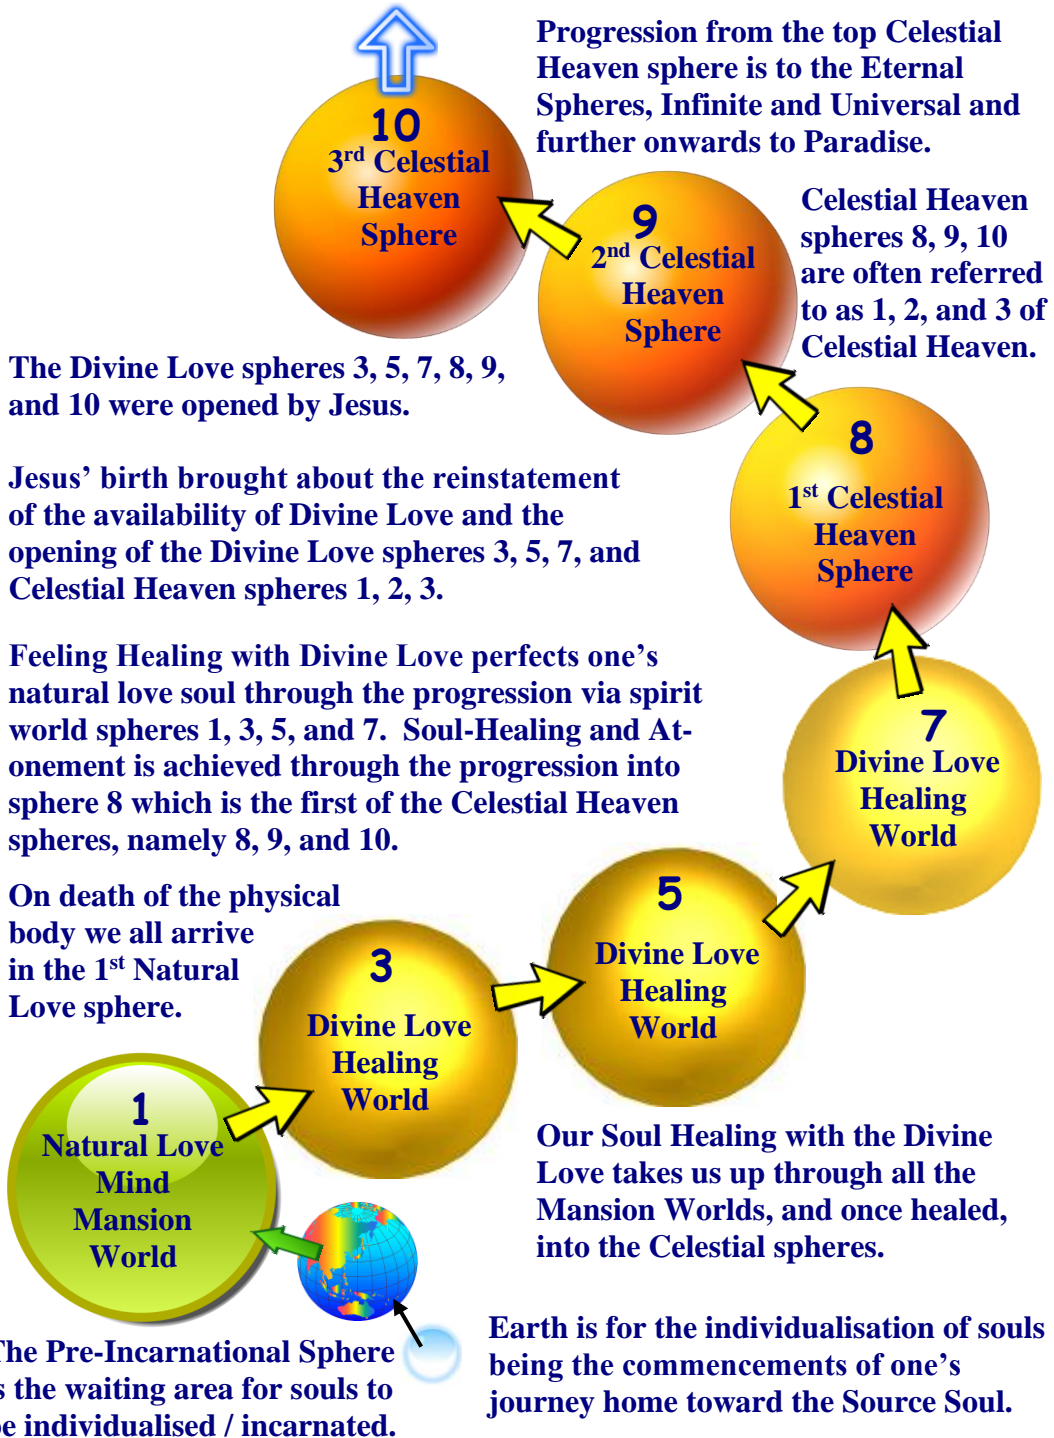 Progression from the top Celestial
Heaven sphere is to the Eternal
Spheres, Infinite and Universal and
further onwards to Paradise.
10
3rd Celestial
Heaven
Sphere
9
2nd Celestial
Heaven
Sphere
Celestial Heaven
spheres 8, 9, 10
are often referred
to as 1, 2, and 3 of
Celestial Heaven.
The Divine Love spheres 3, 5, 7, 8, 9,
and 10 were opened by Jesus.
8
1st Celestial
Heaven
Sphere
Jesus’ birth brought about the reinstatement
of the availability of Divine Love and the
opening of the Divine Love spheres 3, 5, 7, and
Celestial Heaven spheres 1, 2, 3.
Feeling Healing with Divine Love perfects one’s
natural love soul through the progression via spirit
world spheres 1, 3, 5, and 7.  Soul-Healing and At-
onement is achieved through the progression into
sphere 8 which is the first of the Celestial Heaven
spheres, namely 8, 9, and 10.
7
Divine Love
Healing
World
On death of the physical
body we all arrive
in the 1st Natural
Love sphere.
5
Divine Love
Healing
World
3
Divine Love
Healing
World
1
Natural Love
Mind
Mansion
World
Our Soul Healing with the Divine
Love takes us up through all the
Mansion Worlds, and once healed,
into the Celestial spheres.
The Pre-Incarnational Sphere
s the waiting area for souls to
be individualised / incarnated.
Earth is for the individualisation of souls
being the commencements of one’s
journey home toward the Source Soul.